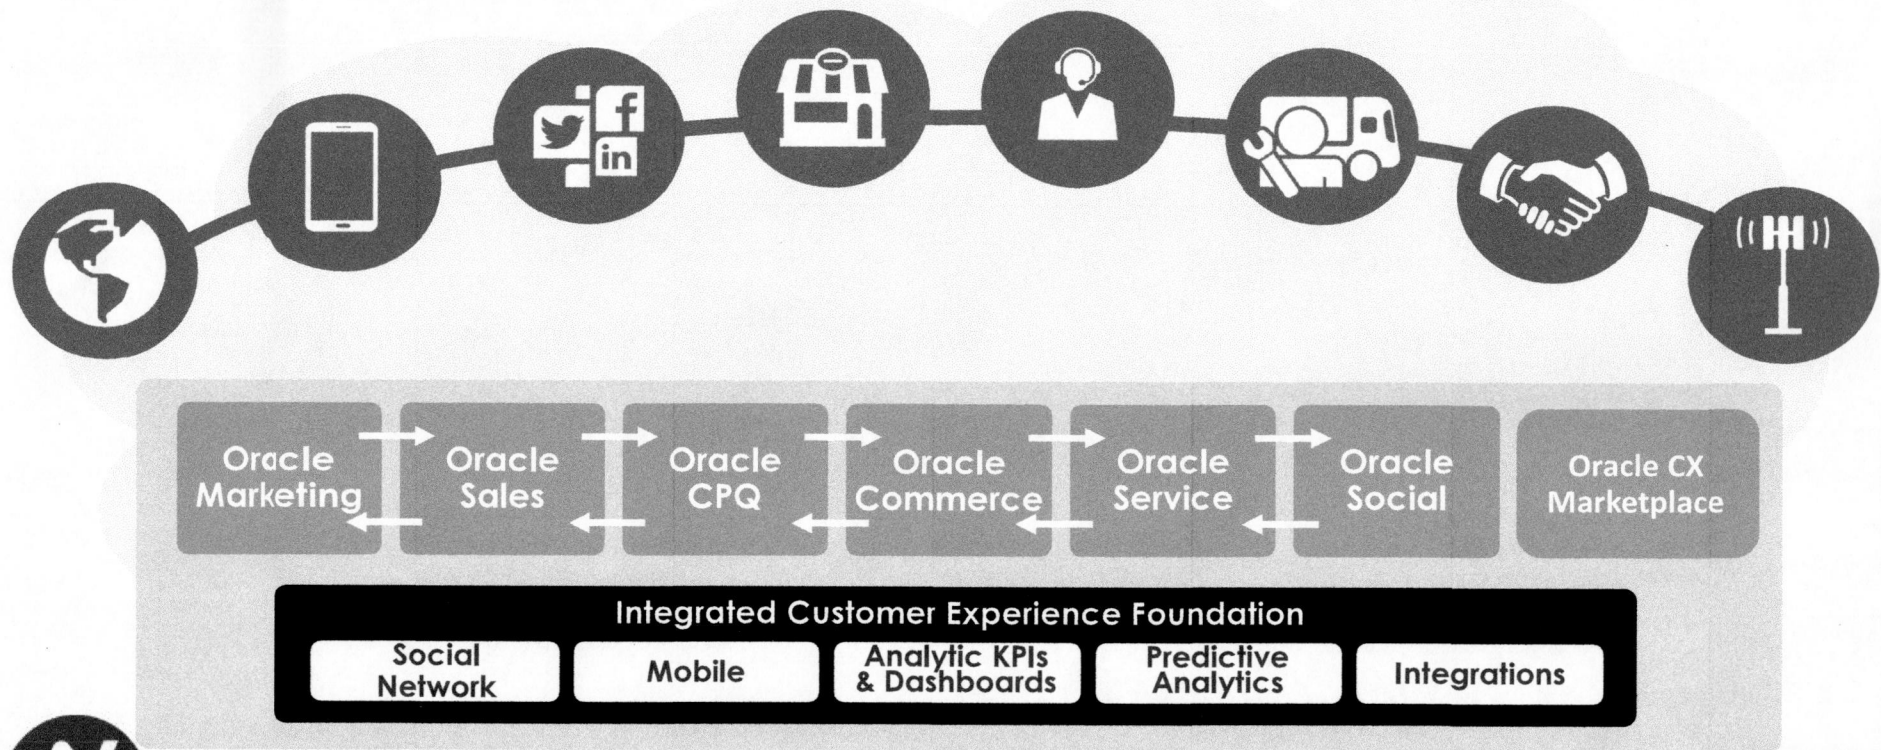 f
in
Oracle
Marketing
Oracle
Sales
Oracle
CPQ
Oracle
Commerce
Oracle
Service
Oracle
Social
Oracle CX
Marketplace
Integrated Customer Experience Foundation
Social
Network
Mobile
Analytic KPIs
& Dashboards
Predictive
Analytics
Integrations